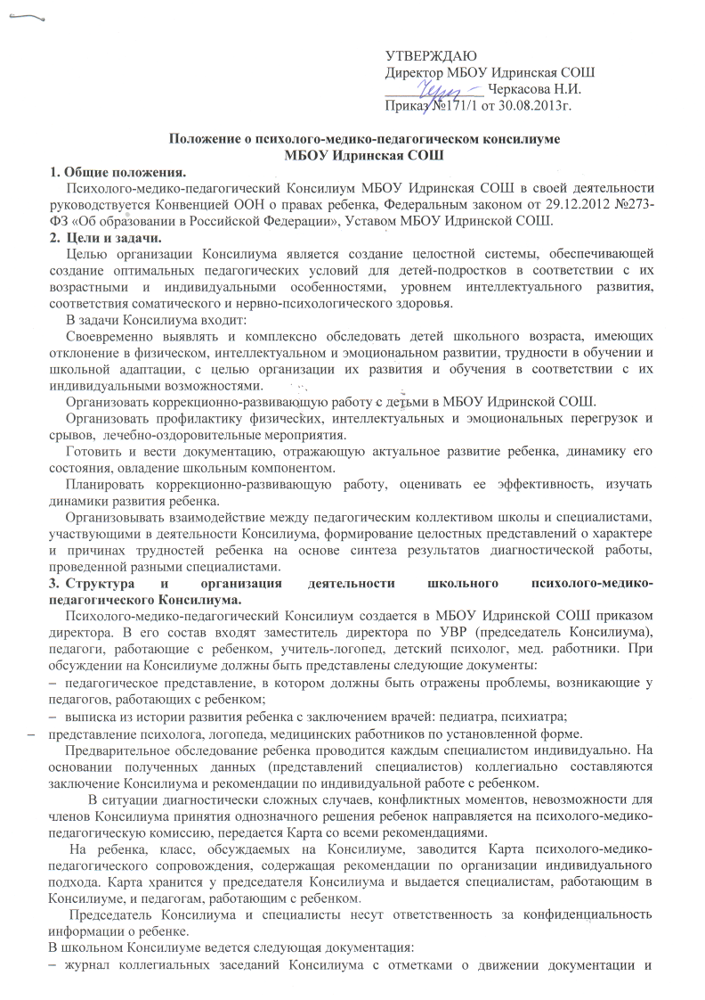 УТВЕРЖДАЮ
Директор МБОУ Идринская СОШ
______________ Черкасова Н.И.
Приказ №171/1 от 30.08.2013г.
Положение о психолого-медико-педагогическом консилиуме
МБОУ Идринская СОШ
1. Общие положения.
Психолого-медико-педагогический Консилиум МБОУ Идринская СОШ в своей деятельности
руководствуется Конвенцией ООН о правах ребенка, Федеральным законом от 29.12.2012 №273-
ФЗ «Об образовании в Российской Федерации», Уставом МБОУ Идринской СОШ.
2. Цели и задачи.
Целью организации Консилиума является создание целостной системы, обеспечивающей
создание оптимальных педагогических условий для детей-подростков в соответствии с их
возрастными и индивидуальными особенностями, уровнем интеллектуального развития,
соответствия соматического и нервно-психологического здоровья.
В задачи Консилиума входит:
Своевременно выявлять и комплексно обследовать детей школьного возраста, имеющих
отклонение в физическом, интеллектуальном и эмоциональном развитии, трудности в обучении и
школьной адаптации, с целью организации их развития и обучения в соответствии с их
индивидуальными возможностями.
Организовать коррекционно-развивающую работу с детьми в МБОУ Идринской СОШ.
Организовать профилактику физических, интеллектуальных и эмоциональных перегрузок и
срывов, лечебно-оздоровительные мероприятия.
Готовить и вести документацию, отражающую актуальное развитие ребенка, динамику его
состояния, овладение школьным компонентом.
Планировать коррекционно-развивающую работу, оценивать ее эффективность, изучать
динамики развития ребенка.
Организовывать взаимодействие между педагогическим коллективом школы и специалистами,
участвующими в деятельности Консилиума, формирование целостных представлений о характере
и причинах трудностей ребенка на основе синтеза результатов диагностической работы,
проведенной разными специалистами.
3. Структура и организация деятельности школьного психолого-медико-
педагогического Консилиума.
Психолого-медико-педагогический Консилиум создается в МБОУ Идринской СОШ приказом
директора. В его состав входят заместитель директора по УВР (председатель Консилиума),
педагоги, работающие с ребенком, учитель-логопед, детский психолог, мед. работники. При
обсуждении на Консилиуме должны быть представлены следующие документы:
– педагогическое представление, в котором должны быть отражены проблемы, возникающие у
педагогов, работающих с ребенком;
– выписка из истории развития ребенка с заключением врачей: педиатра, психиатра;
– представление психолога, логопеда, медицинских работников по установленной форме.
Предварительное обследование ребенка проводится каждым специалистом индивидуально. На
основании полученных данных (представлений специалистов) коллегиально составляются
заключение Консилиума и рекомендации по индивидуальной работе с ребенком.
В ситуации диагностически сложных случаев, конфликтных моментов, невозможности для
членов Консилиума принятия однозначного решения ребенок направляется на психолого-медико-
педагогическую комиссию, передается Карта со всеми рекомендациями.
На ребенка, класс, обсуждаемых на Консилиуме, заводится Карта психолого-медико-
педагогического сопровождения, содержащая рекомендации по организации индивидуального
подхода. Карта хранится у председателя Консилиума и выдается специалистам, работающим в
Консилиуме, и педагогам, работающим с ребенком.
Председатель Консилиума и специалисты несут ответственность за конфиденциальность
информации о ребенке.
В школьном Консилиуме ведется следующая документация:
– журнал коллегиальных заседаний Консилиума с отметками о движении документации и